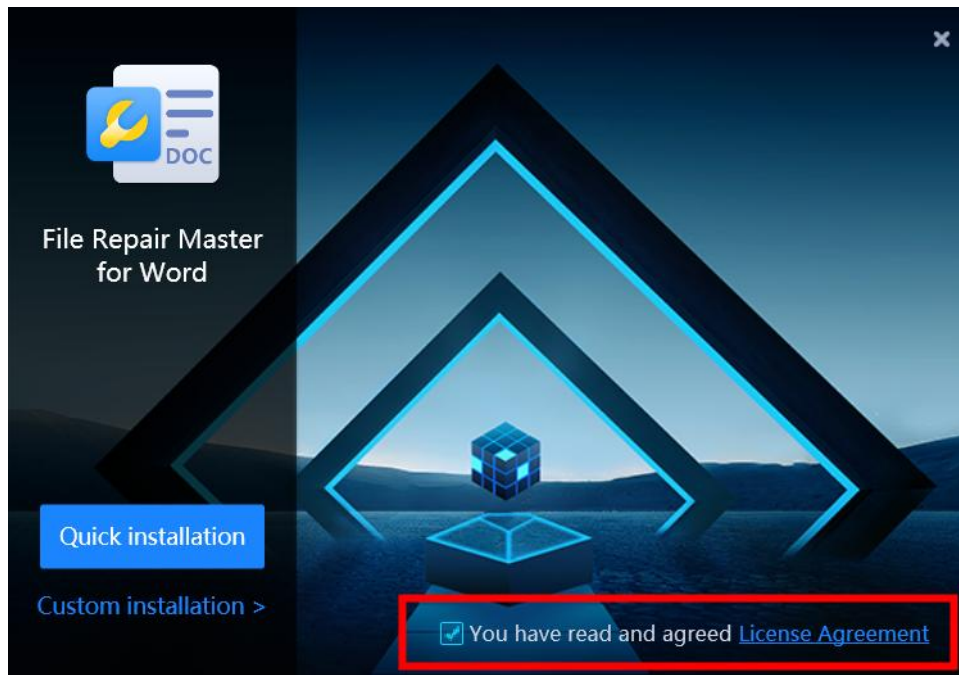 DOC
File Repair Master
for Word
Quick installation
Custom installation >
You have read and agreed License Agreement